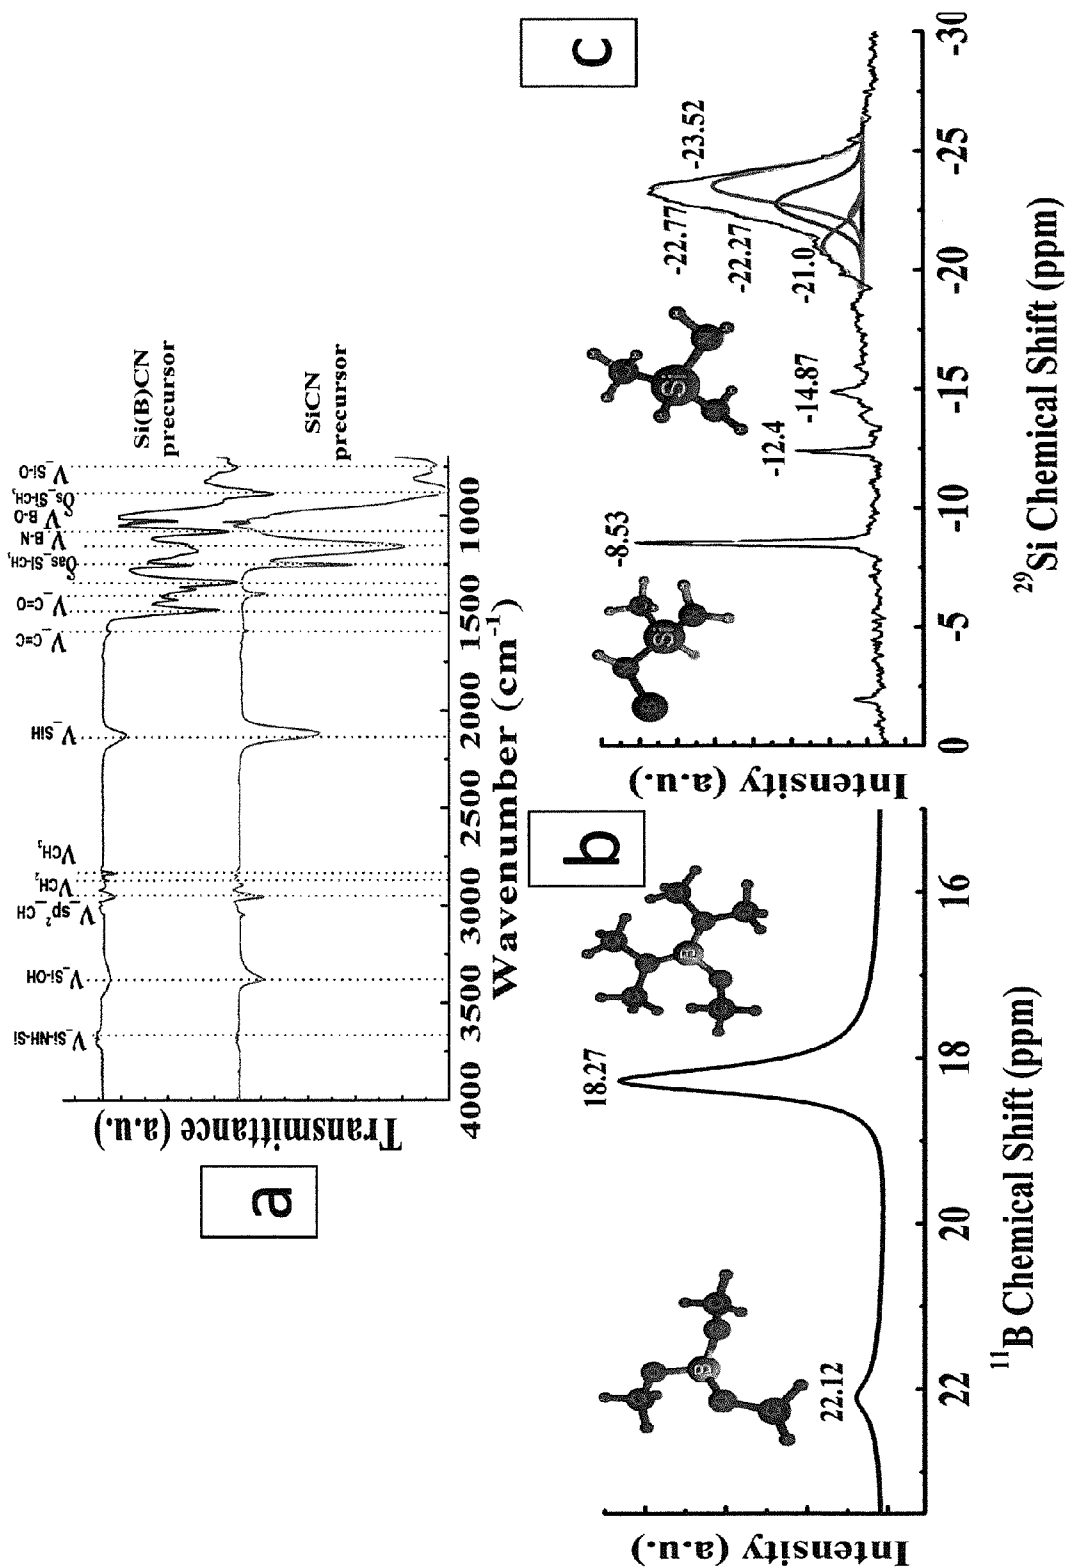 a
Transmittance (a.u.)
V_Si-NH-Si
V_Si-OH
V_sp²_CH
VCH₂
VCH₃
V_SiH
V_C=C
V_C=O
δas_Si-CH₃
V_B-N
V_B-O
δs_Si-CH₃
V_Si-O
Si(B)CN
precursor
SiCN
precursor
4000 3500 3000 2500 2000 1500 1000
Wavenumber (cm⁻¹)
b
Intensity (a.u.)
22.12
18.27
22 20 18 16
¹¹B Chemical Shift (ppm)
c
Intensity (a.u.)
-8.53
-12.4
-14.87
-21.0
-22.27
-22.77
-23.52
Si
Si
B
0 -5 -10 -15 -20 -25 -30
²⁹Si Chemical Shift (ppm)